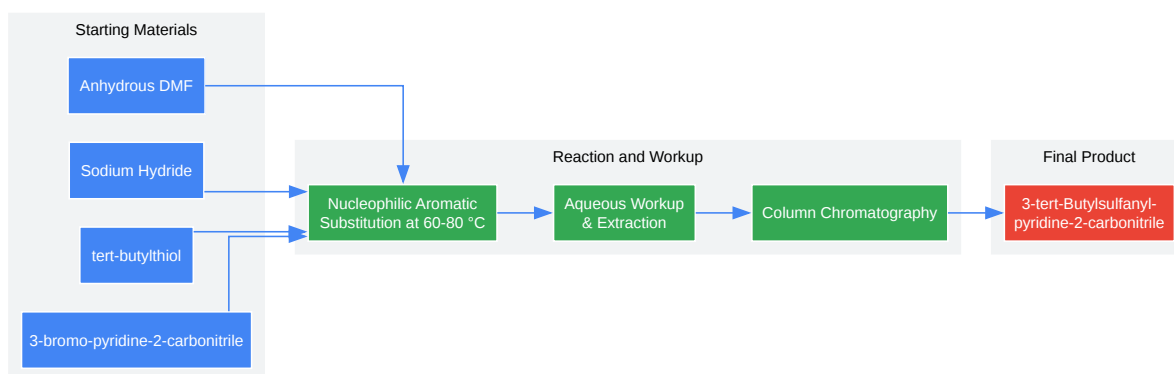 Starting Materials
Anhydrous DMF
Sodium Hydride
tert-butylthiol
3-bromo-pyridine-2-carbonitrile
Reaction and Workup
Nucleophilic Aromatic
Substitution at 60-80 °C
Aqueous Workup
& Extraction
Column Chromatography
Final Product
3-tert-Butylsulfanyl-
pyridine-2-carbonitrile